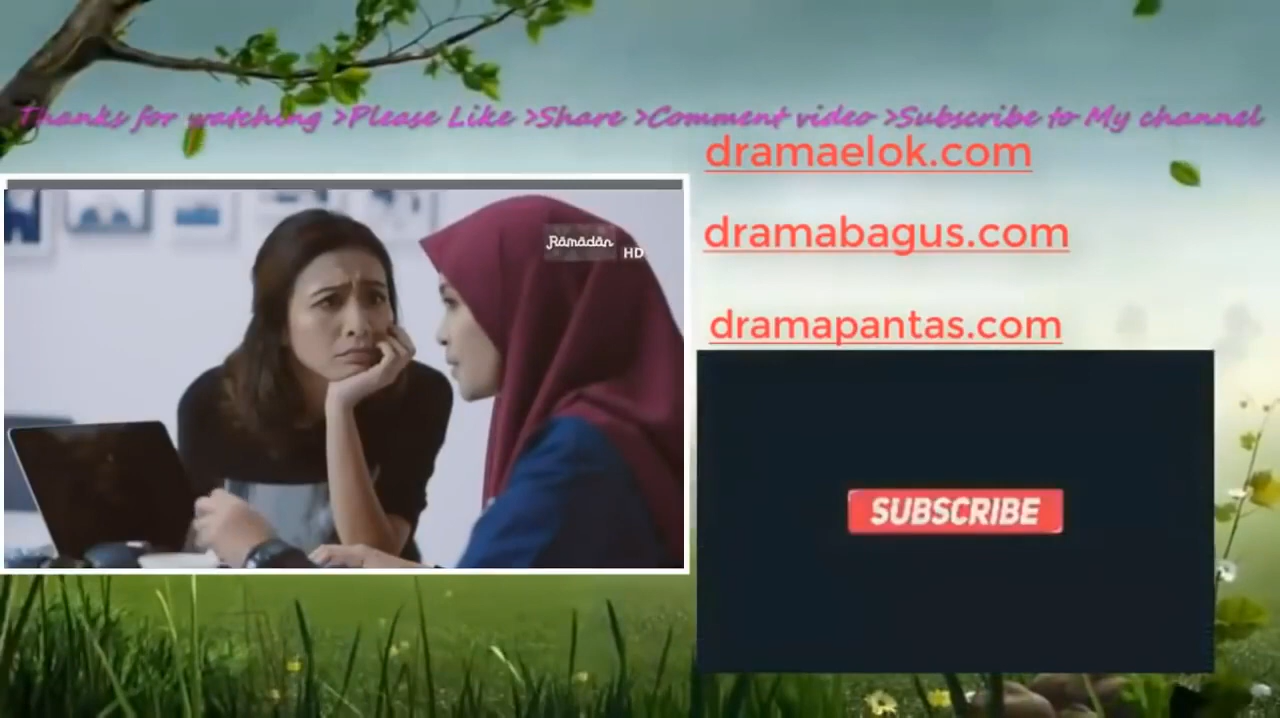 Thanks for watching >Please Like >Share >Comment video >Subscribe to My channel
dramaelok.com
dramabagus.com
dramapantas.com
Ramadan
HD
SUBSCRIBE